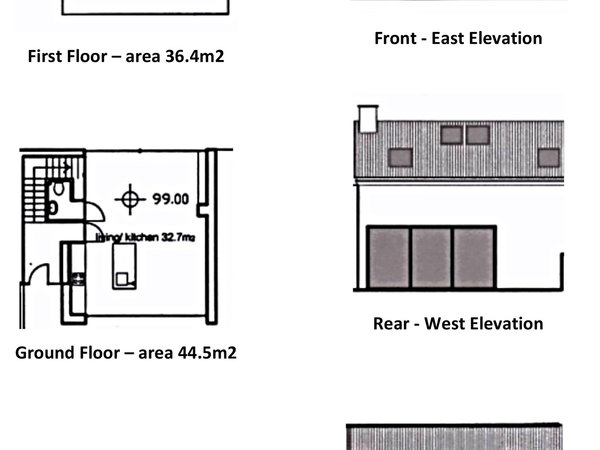 First Floor – area 36.4m2
Front - East Elevation
99.00
living/ kitchen 32.7m2
Rear - West Elevation
Ground Floor – area 44.5m2